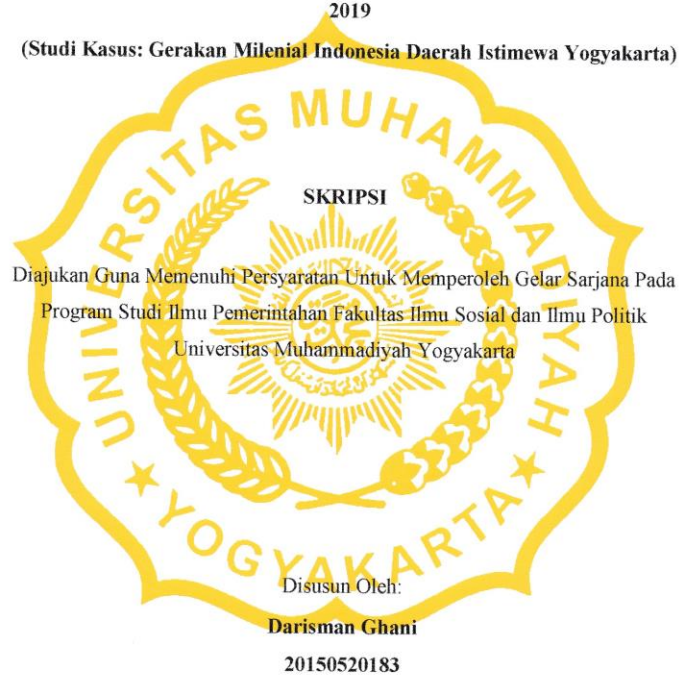 2019
(Studi Kasus: Gerakan Milenial Indonesia Daerah Istimewa Yogyakarta)
UNIVERSITAS MUHAMMADIYAH
SKRIPSI
Diajukan Guna Memenuhi Persyaratan Untuk Memperoleh Gelar Sarjana Pada
Program Studi Ilmu Pemerintahan Fakultas Ilmu Sosial dan Ilmu Politik
Universitas Muhammadiyah Yogyakarta
YOGYAKARTA
Disusun Oleh:
Darisman Ghani
20150520183